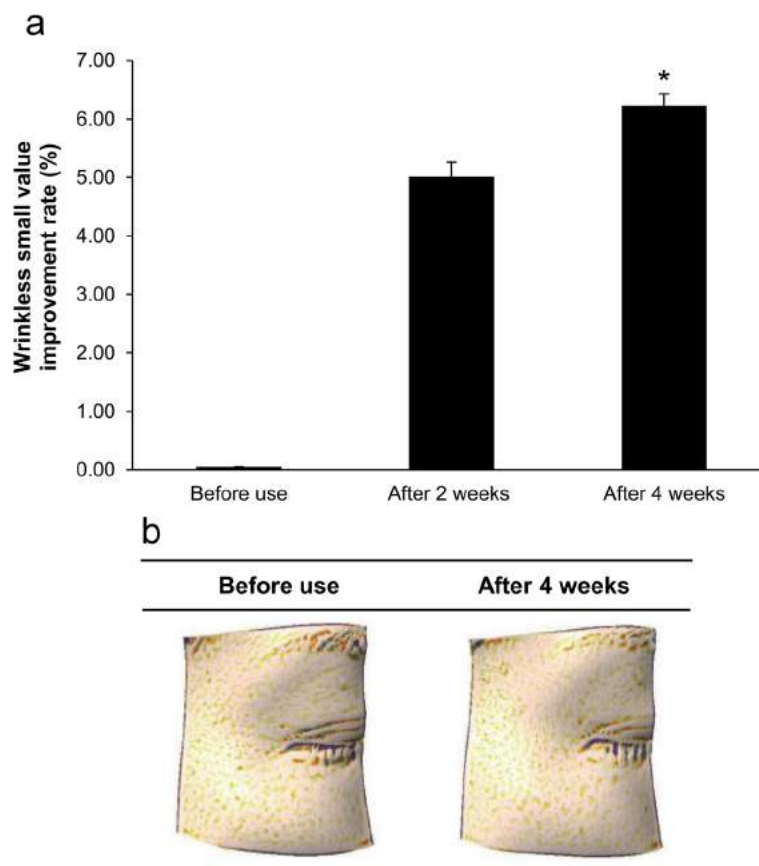 a
Wrinkless small value
improvement rate (%)
7.00
6.00
5.00
4.00
3.00
2.00
1.00
0.00
*
Before use After 2 weeks After 4 weeks
b
Before use After 4 weeks